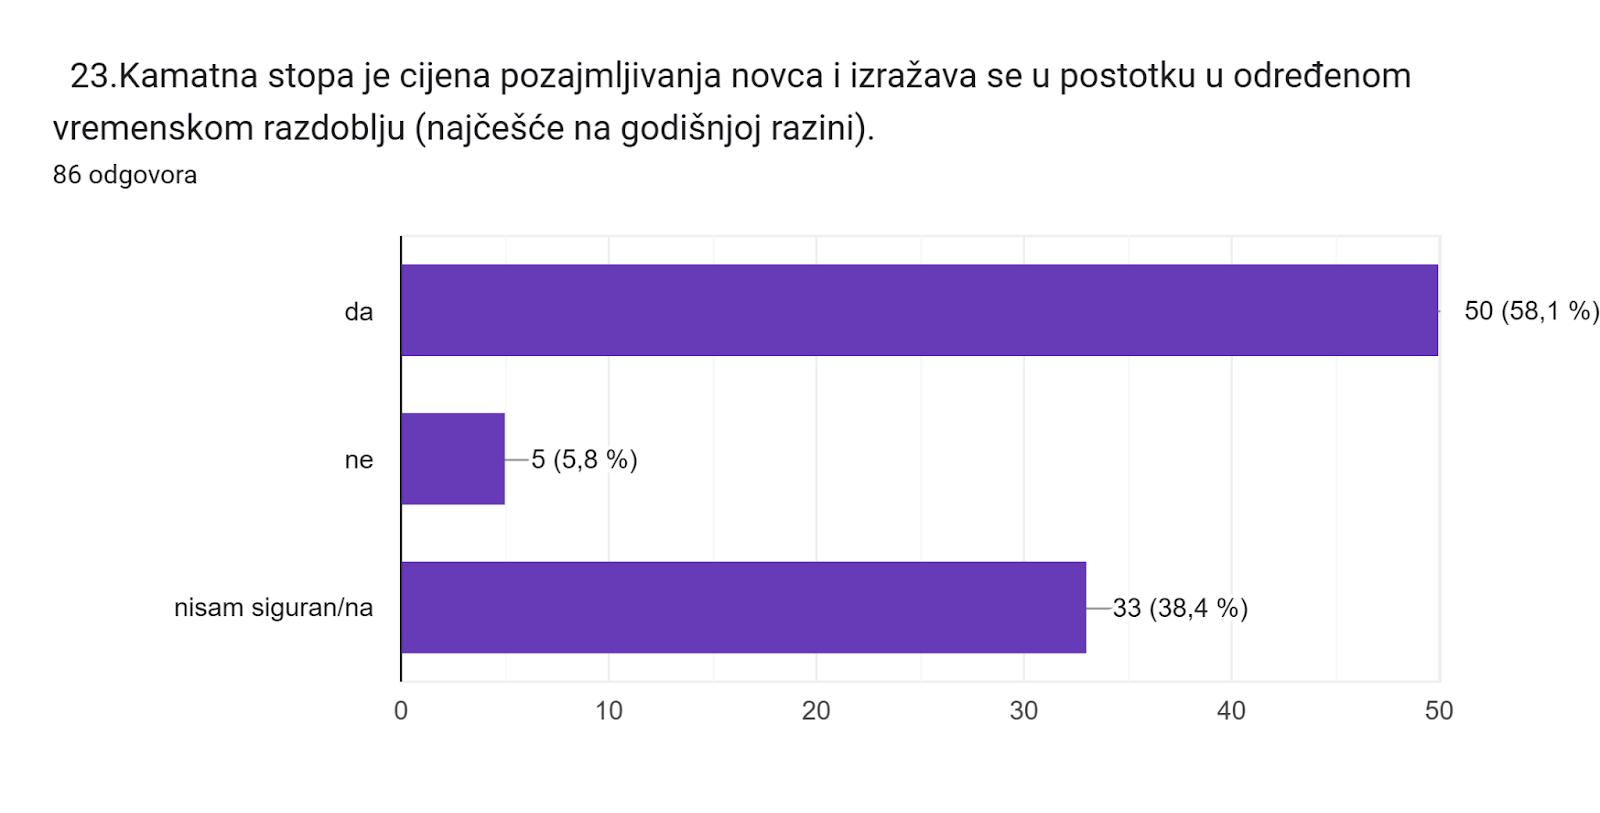 23.Kamatna stopa je cijena pozajmljivanja novca i izražava se u postotku u određenom
vremenskom razdoblju (najčešće na godišnjoj razini).
86 odgovora
da
50 (58,1 %)
ne
5 (5,8 %)
nisam siguran/na
33 (38,4 %)
0 10 20 30 40 50